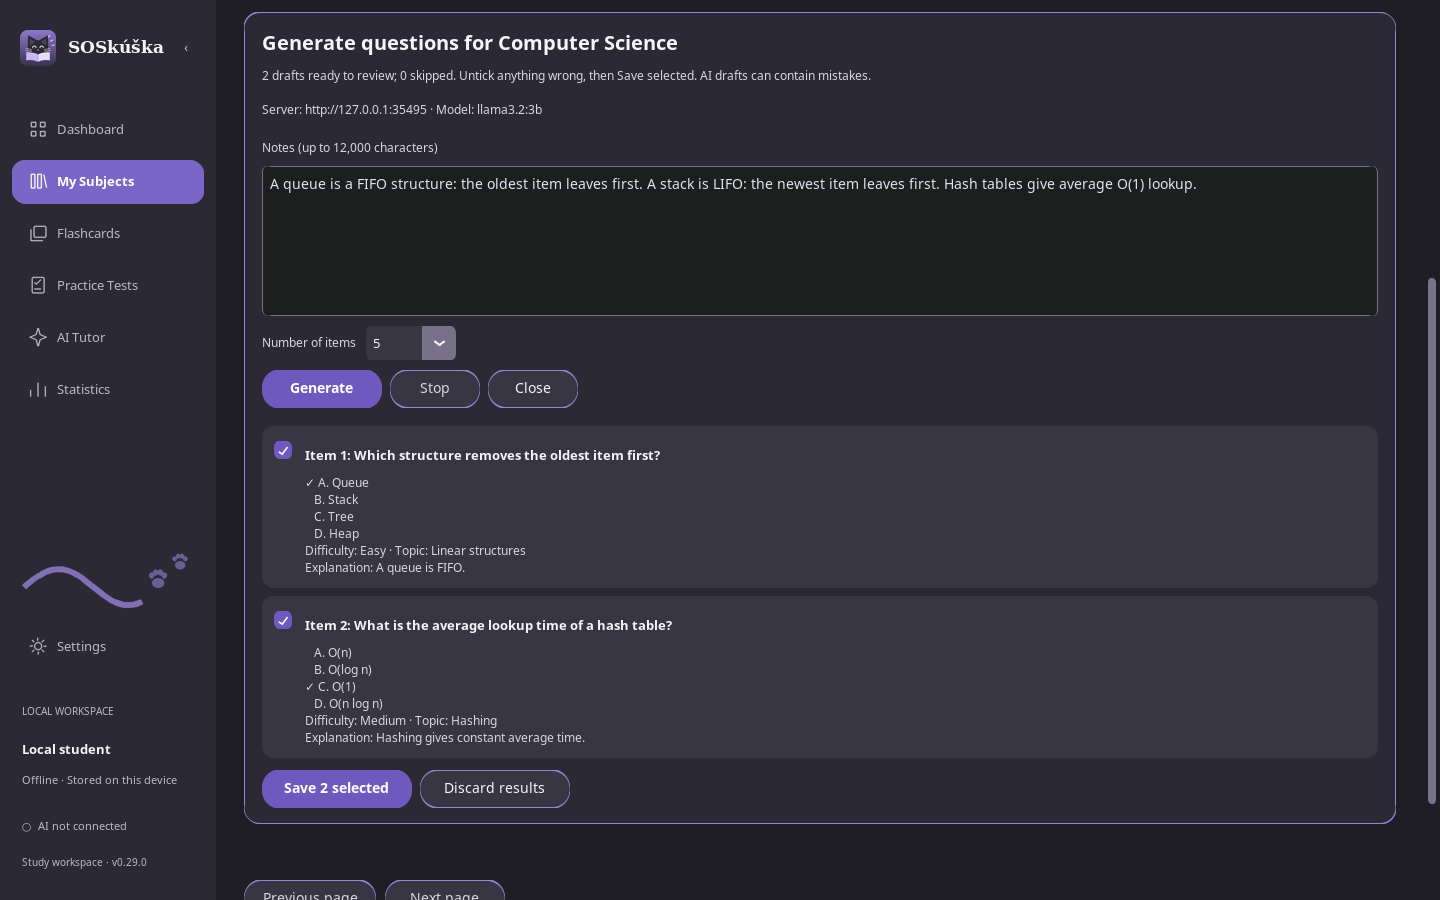 SOSkúška ‹
Dashboard
My Subjects
Flashcards
Practice Tests
AI Tutor
Statistics
Settings
LOCAL WORKSPACE
Local student
Offline · Stored on this device
AI not connected
Study workspace · v0.29.0
Generate questions for Computer Science
2 drafts ready to review; 0 skipped. Untick anything wrong, then Save selected. AI drafts can contain mistakes.
Server: http://127.0.0.1:35495 · Model: llama3.2:3b
Notes (up to 12,000 characters)
A queue is a FIFO structure: the oldest item leaves first. A stack is LIFO: the newest item leaves first. Hash tables give average O(1) lookup.
Number of items 5
Generate Stop Close
Item 1: Which structure removes the oldest item first?
✓ A. Queue
B. Stack
C. Tree
D. Heap
Difficulty: Easy · Topic: Linear structures
Explanation: A queue is FIFO.
Item 2: What is the average lookup time of a hash table?
A. O(n)
B. O(log n)
✓ C. O(1)
D. O(n log n)
Difficulty: Medium · Topic: Hashing
Explanation: Hashing gives constant average time.
Save 2 selected Discard results
Previous page Next page